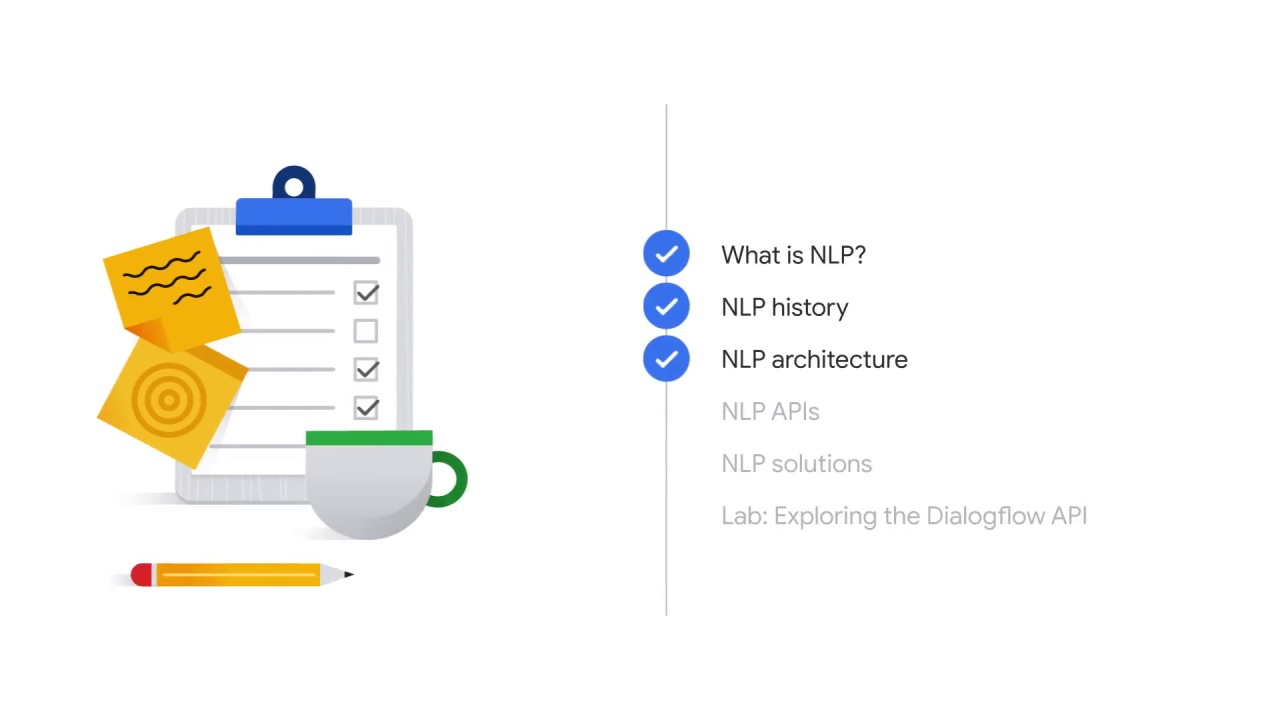 What is NLP?
NLP history
NLP architecture
NLP APIs
NLP solutions
Lab: Exploring the Dialogflow API